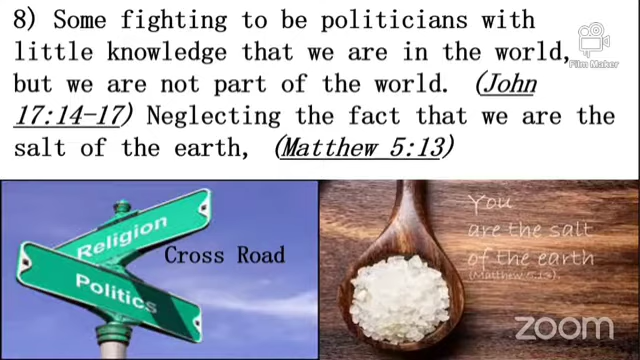 8) Some fighting to be politicians with
little knowledge that we are in the world,
but we are not part of the world. (John
17:14-17) Neglecting the fact that we are the
salt of the earth, (Matthew 5:13)
Film Maker
Religion
Politics
Cross Road
You
are the salt
of the earth
(Matthew 5:13).
zoom